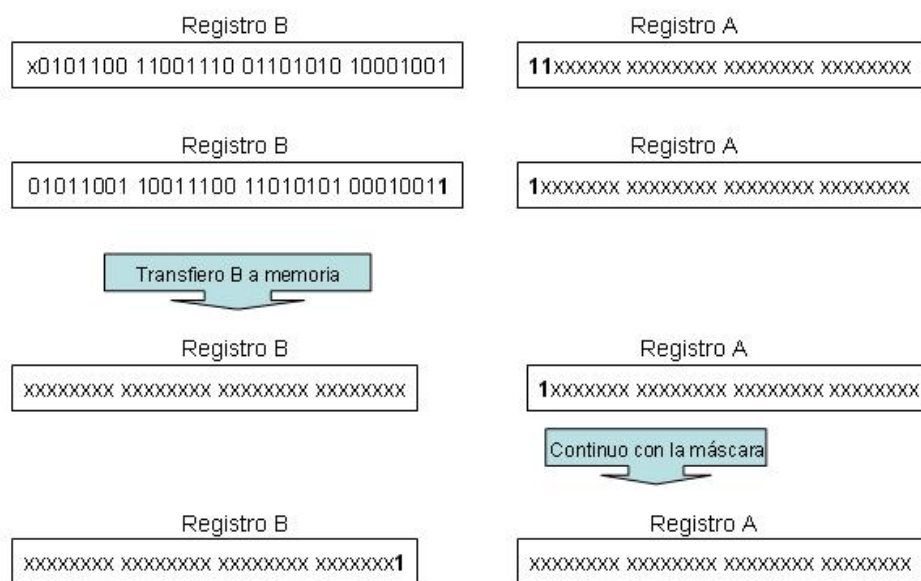 Registro B Registro A
x0101100 11001110 01101010 10001001 11xxxxxx xxxxxxxx xxxxxxxx xxxxxxxx
Registro B Registro A
01011001 10011100 11010101 00010011 1xxxxxxx xxxxxxxx xxxxxxxx xxxxxxxx
Transfiero B a memoria
Registro B Registro A
xxxxxxxx xxxxxxxx xxxxxxxx xxxxxxxx 1xxxxxxx xxxxxxxx xxxxxxxx xxxxxxxx
Continuo con la máscara
Registro B Registro A
xxxxxxxx xxxxxxxx xxxxxxxx xxxxxxx1 xxxxxxxx xxxxxxxx xxxxxxxx xxxxxxxx